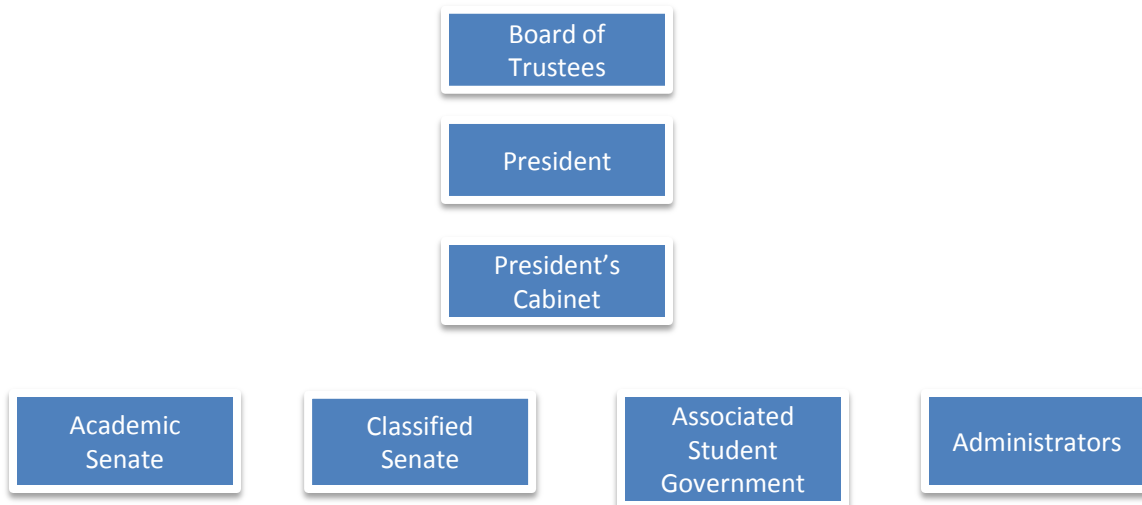 Board of
Trustees
President
President’s
Cabinet
Academic
Senate
Classified
Senate
Associated
Student
Government
Administrators